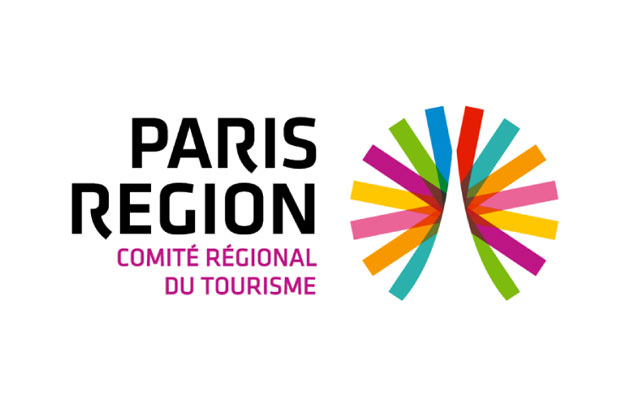 PARIS
REGION
COMITÉ RÉGIONAL
DU TOURISME